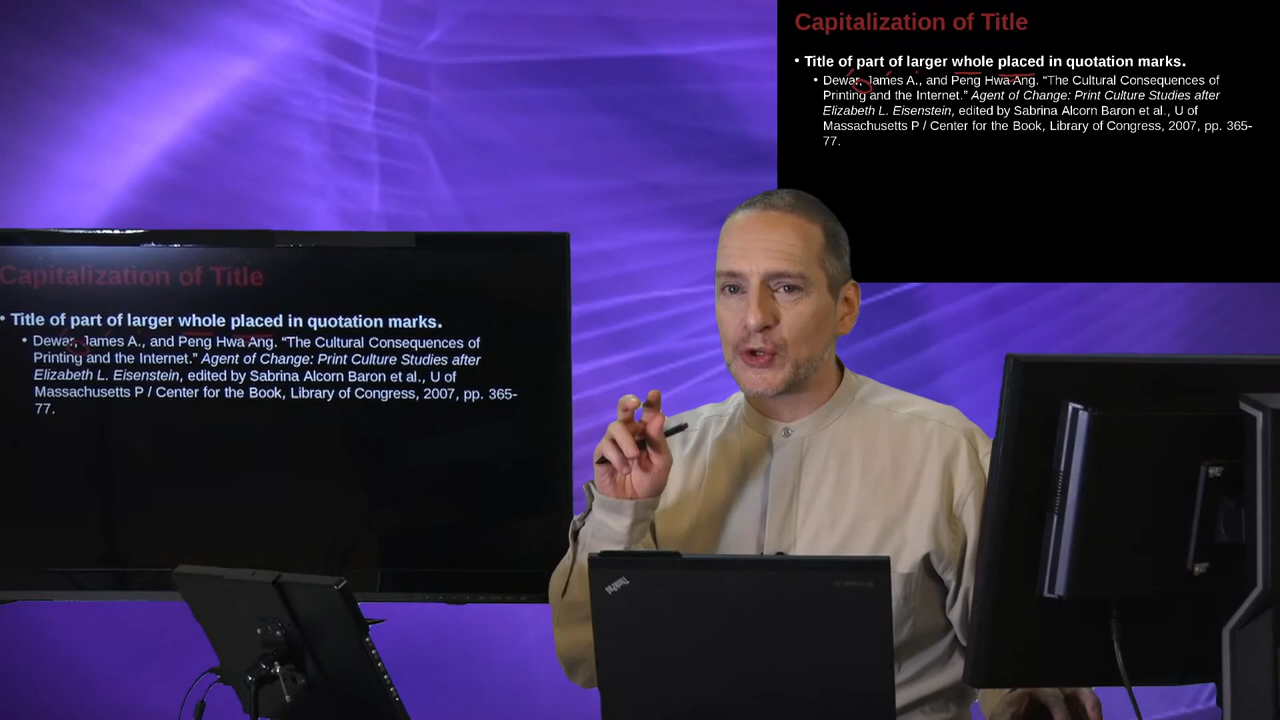 Capitalization of Title
• Title of part of larger whole placed in quotation marks.
• Dewar, James A., and Peng Hwa Ang. “The Cultural Consequences of
Printing and the Internet.” Agent of Change: Print Culture Studies after
Elizabeth L. Eisenstein, edited by Sabrina Alcorn Baron et al., U of
Massachusetts P / Center for the Book, Library of Congress, 2007, pp. 365-
77.
Capitalization of Title
• Title of part of larger whole placed in quotation marks.
• Dewar, James A., and Peng Hwa Ang. “The Cultural Consequences of
Printing and the Internet.” Agent of Change: Print Culture Studies after
Elizabeth L. Eisenstein, edited by Sabrina Alcorn Baron et al., U of
Massachusetts P / Center for the Book, Library of Congress, 2007, pp. 365-
77.
ThinkPad